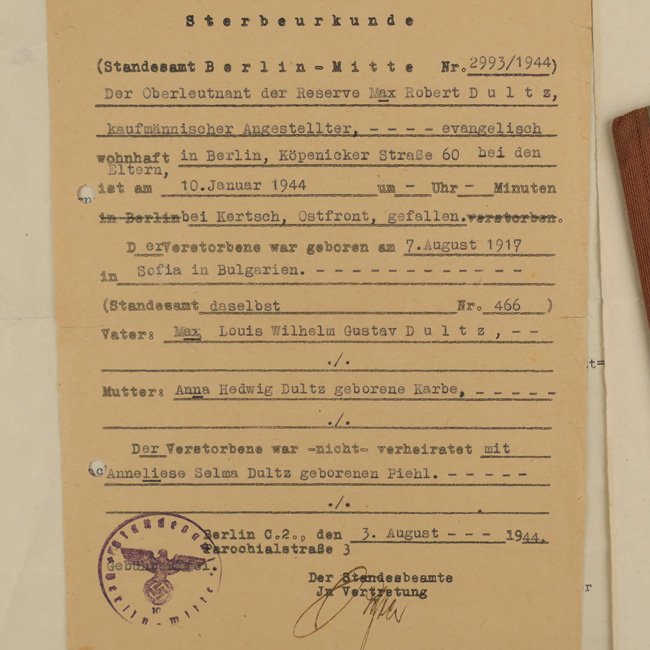 Sterbeurkunde
(Standesamt Berlin-Mitte Nr. 2993/1944)
Der Oberleutnant der Reserve Max Robert Dultz,
kaufmännischer Angestellter, - - - - evangelisch
wohnhaft in Berlin, Köpenicker Straße 60 bei den
Eltern,
ist am 10.Januar 1944 um - Uhr - Minuten
in Berlin bei Kertsch, Ostfront, gefallen. verstorben.
Der Verstorbene war geboren am 7.August 1917
in Sofia in Bulgarien. - - - - - - - - - - - - -
(Standesamt daselbst Nr. 466 )
Vater: Max Louis Wilhelm Gustav Dultz, - -
./.
Mutter: Anna Hedwig Dultz geborene Karbe, - - - - -
./.
Der Verstorbene war -nicht- verheiratet mit
Anneliese Selma Dultz geborenen Piehl. - - - - -
./.
Berlin C.2., den 3. August - - - 1944.
Parochialstraße 3
Der Standesbeamte
Jn Vertretung
Berlin-Mitte